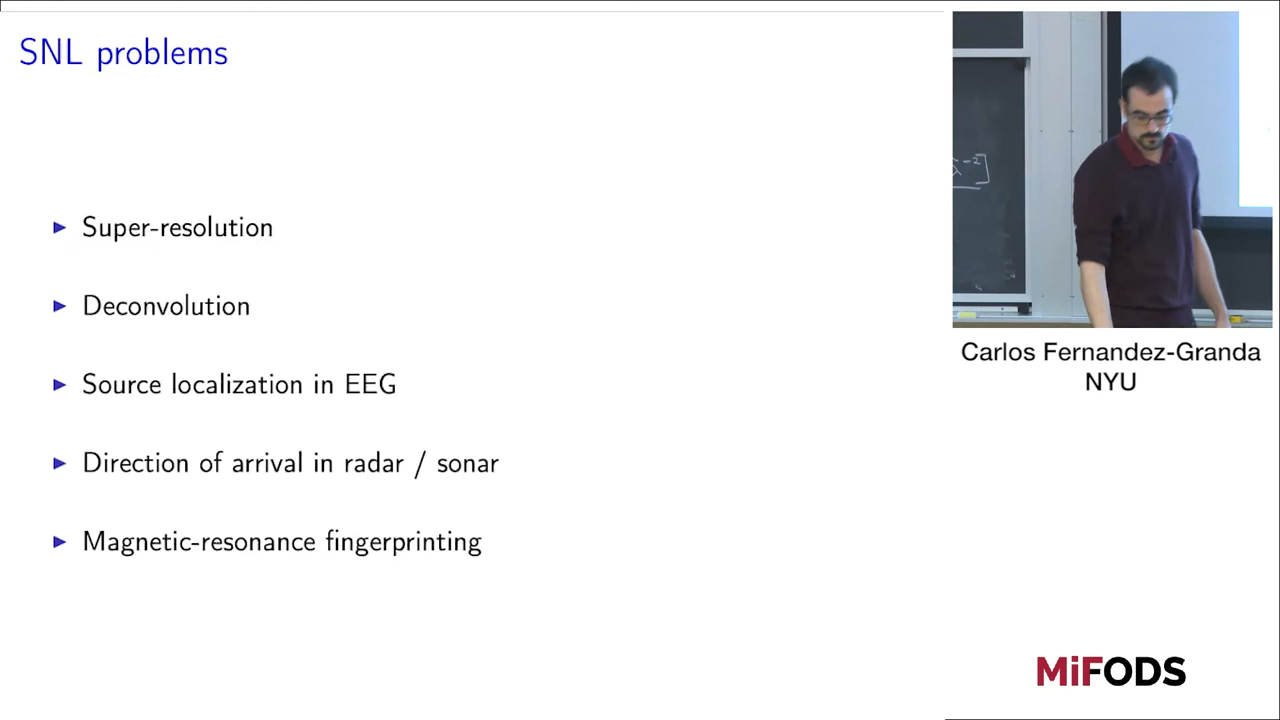 SNL problems
Super-resolution
Deconvolution
Source localization in EEG
Direction of arrival in radar / sonar
Magnetic-resonance fingerprinting
Carlos Fernandez-Granda
NYU
MiFODS